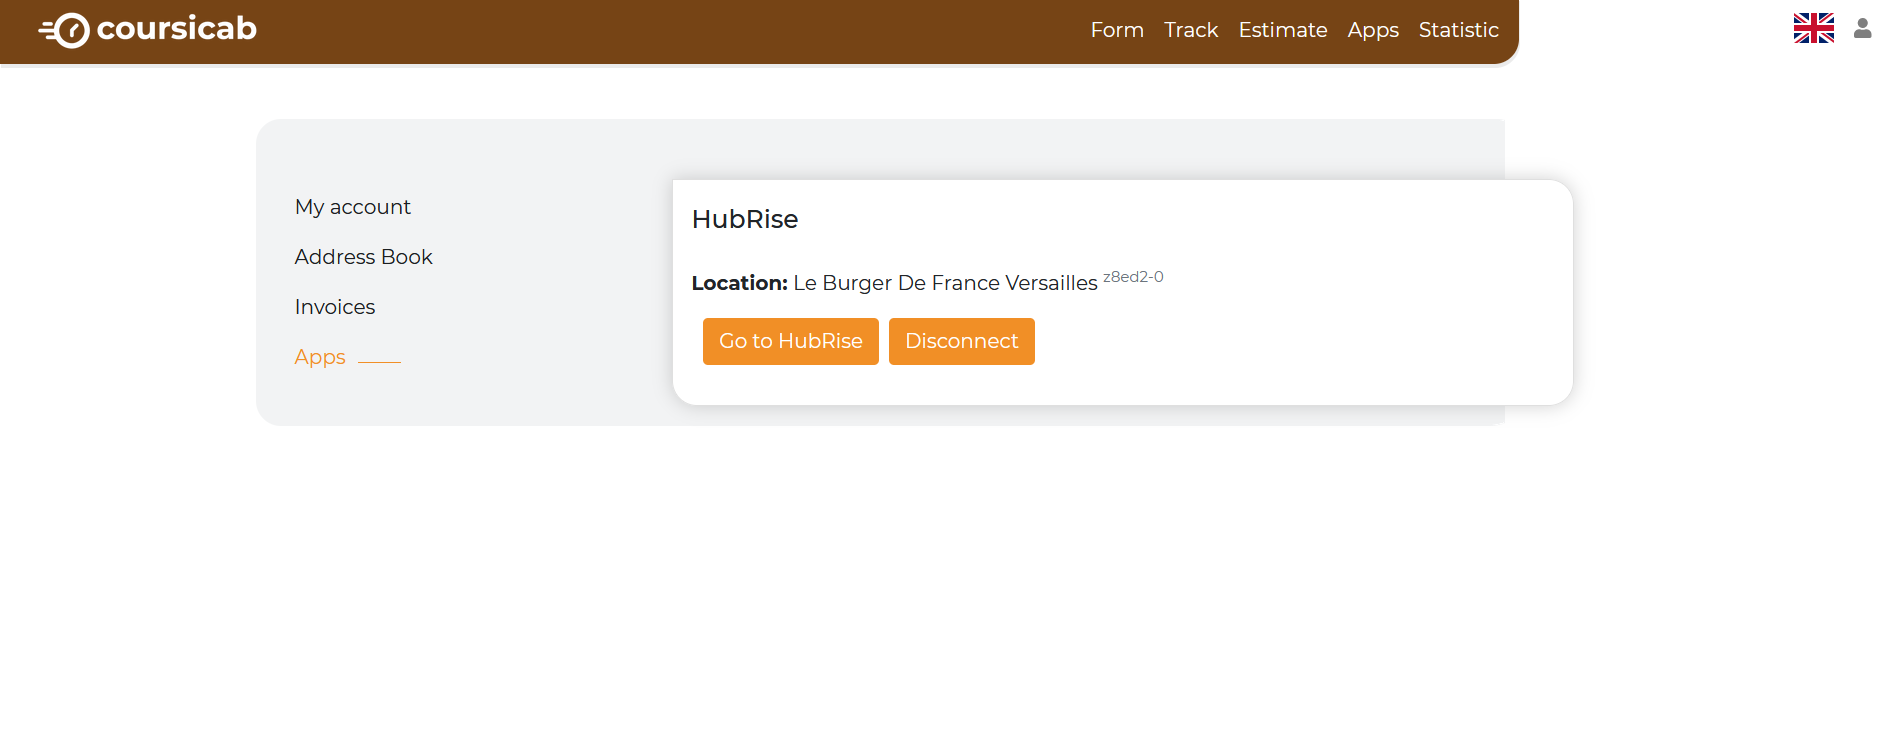 coursicab
Form Track Estimate Apps Statistic
My account
Address Book
Invoices
Apps
HubRise
Location: Le Burger De France Versailles z8ed2-0
Go to HubRise Disconnect